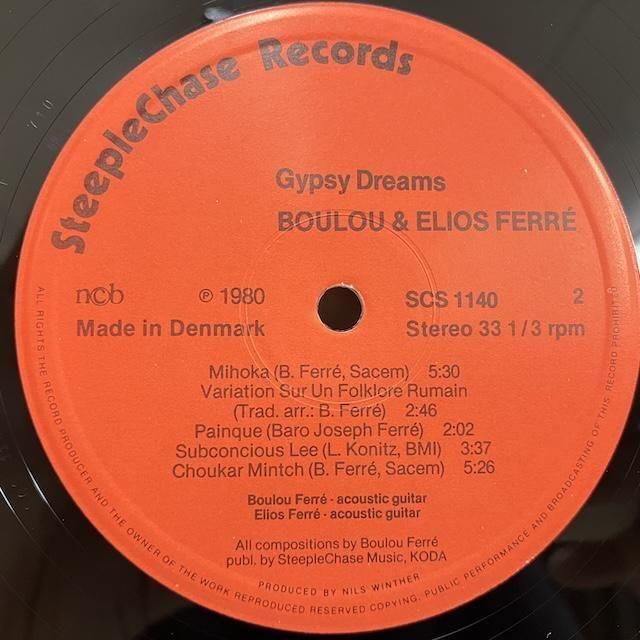 SteepleChase Records
Gypsy Dreams
BOULOU & ELIOS FERRÉ
ncb ℗ 1980 SCS 1140 2
Made in Denmark Stereo 33 1/3 rpm
Mihoka (B. Ferré, Sacem) 5:30
Variation Sur Un Folklore Rumain
(Trad. arr.: B. Ferré) 2:46
Painque (Baro Joseph Ferré) 2:02
Subconcious Lee (L. Konitz, BMI) 3:37
Choukar Mintch (B. Ferré, Sacem) 5:26
Boulou Ferré · acoustic guitar
Elios Ferré · acoustic guitar
All compositions by Boulou Ferré
publ. by SteepleChase Music, KODA
PRODUCED BY NILS WINTHER
ALL RIGHTS THE RECORD PRODUCER AND THE OWNER OF THE WORK REPRODUCED RESERVED COPYING, PUBLIC PERFORMANCE AND BROADCASTING OF THIS RECORD PROHIBITED